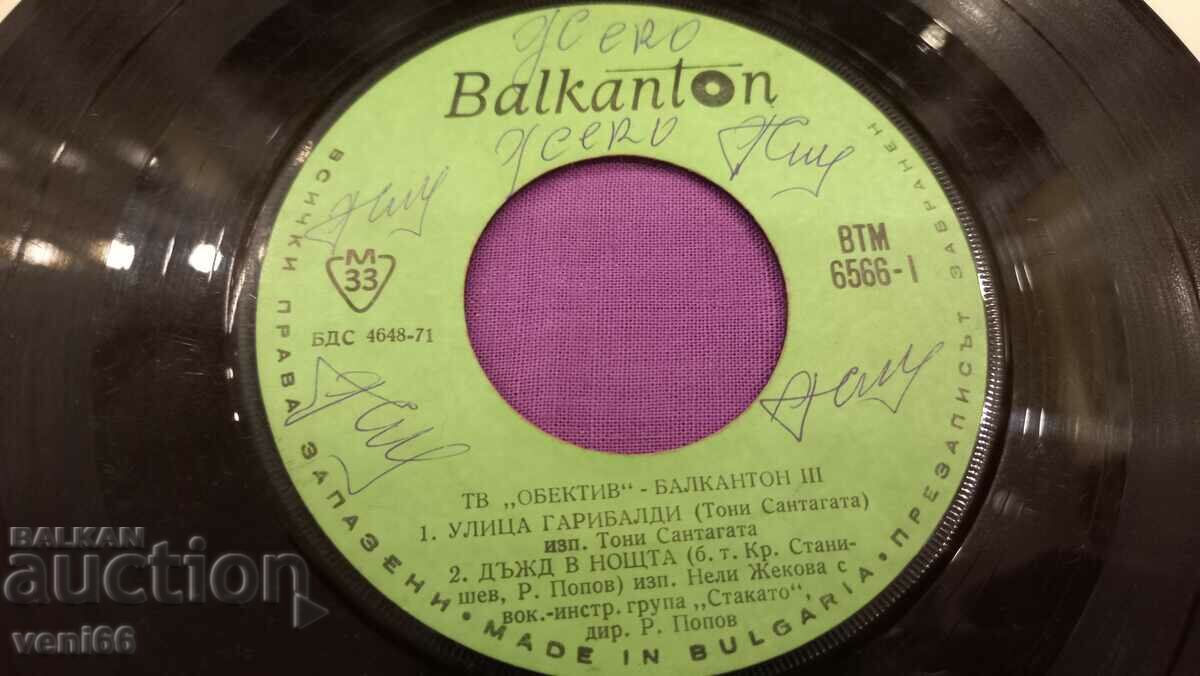 Balkanton
ВСИЧКИ ПРАВА ЗАПАЗЕНИ • MADE IN BULGARIA • ПРЕЗАПИСЪТ ЗАБРАНЕН
М
33
БДС 4648-71
ВТМ
6566-I
ТВ „ОБЕКТИВ" - БАЛКАНТОН III
1. УЛИЦА ГАРИБАЛДИ (Тони Сантагата)
изп. Тони Сантагата
2. ДЪЖД В НОЩТА (б. т. Кр. Стани-
шев, Р. Попов) изп. Нели Жекова с
вок.-инстр. група „Стакато",
дир. Р. Попов
BALKAN
auction
veni66